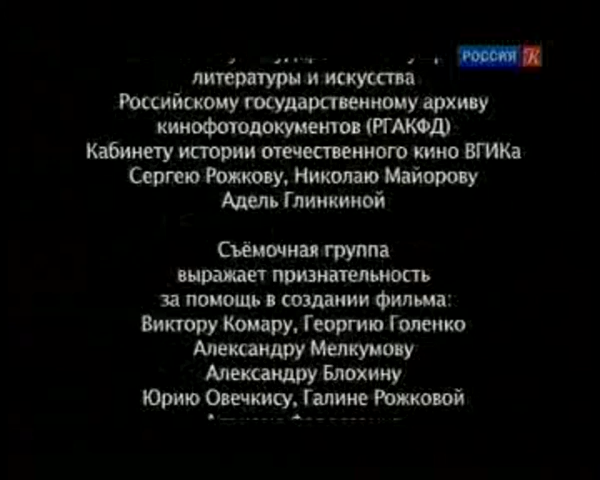 РОССИЯ К
литературы и искусства
Российскому государственному архиву
кинофотодокументов (РГАКФД)
Кабинету истории отечественного кино ВГИКа
Сергею Рожкову, Николаю Майорову
Адель Глинкиной
Съёмочная группа
выражает признательность
за помощь в создании фильма:
Виктору Комару, Георгию Голенко
Александру Мелкумову
Александру Блохину
Юрию Овечкису, Галине Рожковой